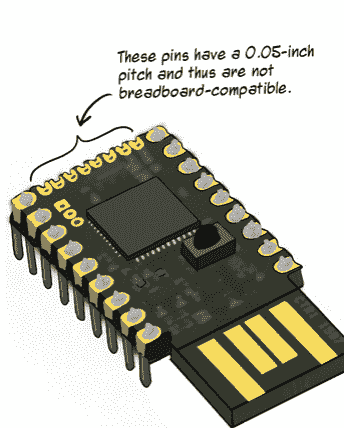 These pins have a 0.05-inch
pitch and thus are not
breadboard-compatible.